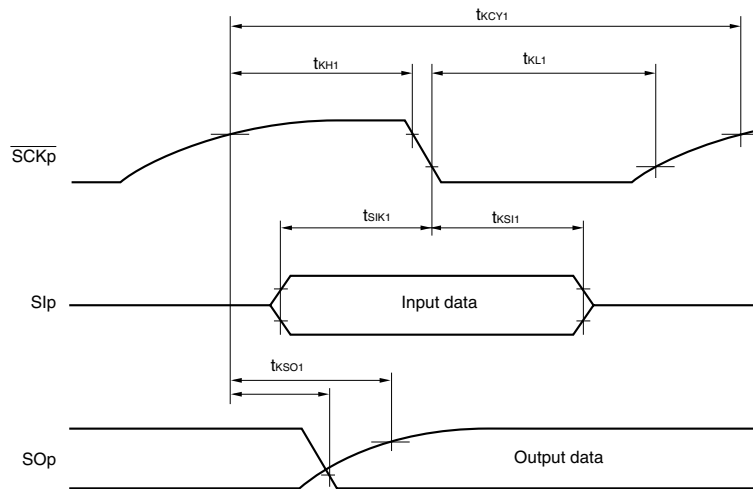 tKCY1
tKH1
tKL1
SCKp
tSIK1
tKSI1
SIp
Input data
tKSO1
SOp
Output data